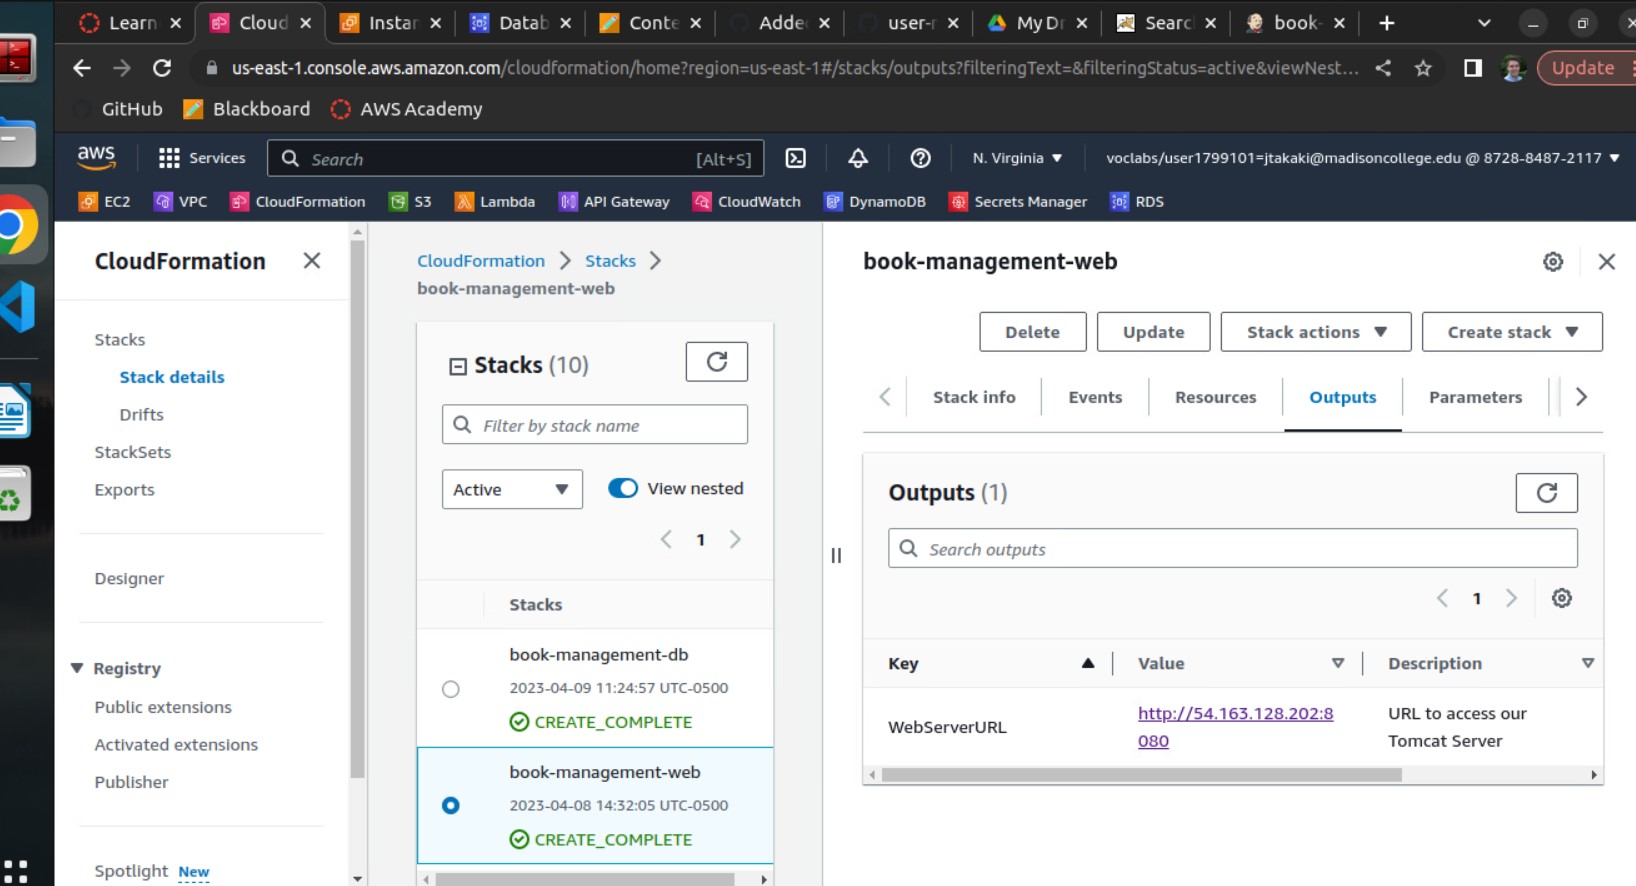 Learn
Cloud
Instan
Datab
Conte
Added
user-r
My Dr
Searc
book-
us-east-1.console.aws.amazon.com/cloudformation/home?region=us-east-1#/stacks/outputs?filteringText=&filteringStatus=active&viewNest...
Update
GitHub
Blackboard
AWS Academy
aws
Services
Search
[Alt+S]
N. Virginia
voclabs/user1799101=jtakaki@madisoncollege.edu @ 8728-8487-2117
EC2
VPC
CloudFormation
S3
Lambda
API Gateway
CloudWatch
DynamoDB
Secrets Manager
RDS
CloudFormation
Stacks
Stack details
Drifts
StackSets
Exports
Designer
Registry
Public extensions
Activated extensions
Publisher
Spotlight New
CloudFormation > Stacks >
book-management-web
Stacks (10)
Filter by stack name
Active
View nested
1
Stacks
book-management-db
2023-04-09 11:24:57 UTC-0500
CREATE_COMPLETE
book-management-web
2023-04-08 14:32:05 UTC-0500
CREATE_COMPLETE
book-management-web
Delete
Update
Stack actions
Create stack
Stack info
Events
Resources
Outputs
Parameters
Outputs (1)
Search outputs
1
Key
Value
Description
WebServerURL
http://54.163.128.202:8
080
URL to access our
Tomcat Server